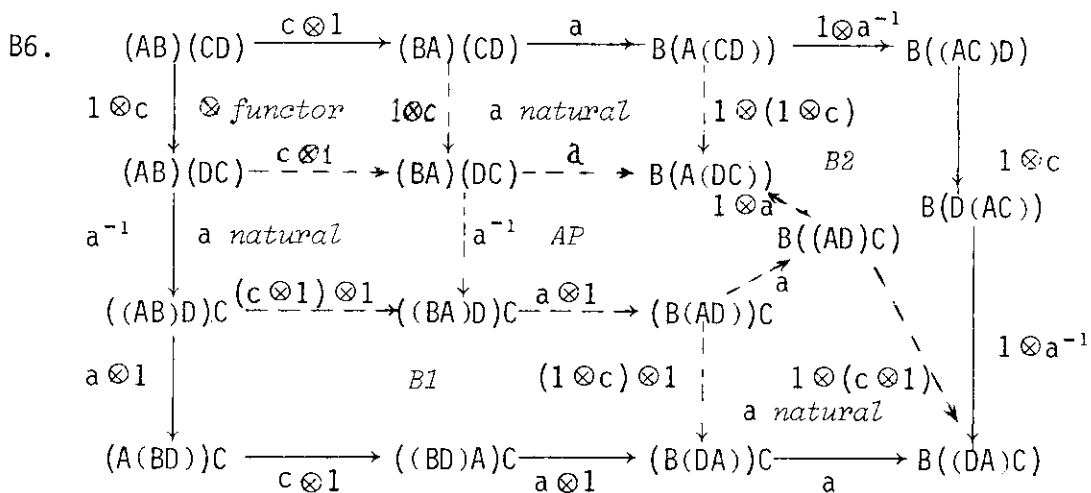 B6. (AB)(CD) c⊗1 (BA)(CD) a B(A(CD)) 1⊗a⁻¹ B((AC)D)
1⊗c ⊗ functor 1⊗c a natural 1⊗(1⊗c)
(AB)(DC) c⊗1 (BA)(DC) a B(A(DC)) B2 1⊗c
1⊗a B(D(AC))
a⁻¹ a natural a⁻¹ AP B((AD)C)
((AB)D)C (c⊗1)⊗1 ((BA)D)C a⊗1 (B(AD))C a
a⊗1 B1 (1⊗c)⊗1 1⊗(c⊗1) 1⊗a⁻¹
a natural
(A(BD))C c⊗1 ((BD)A)C a⊗1 (B(DA))C a B((DA)C)